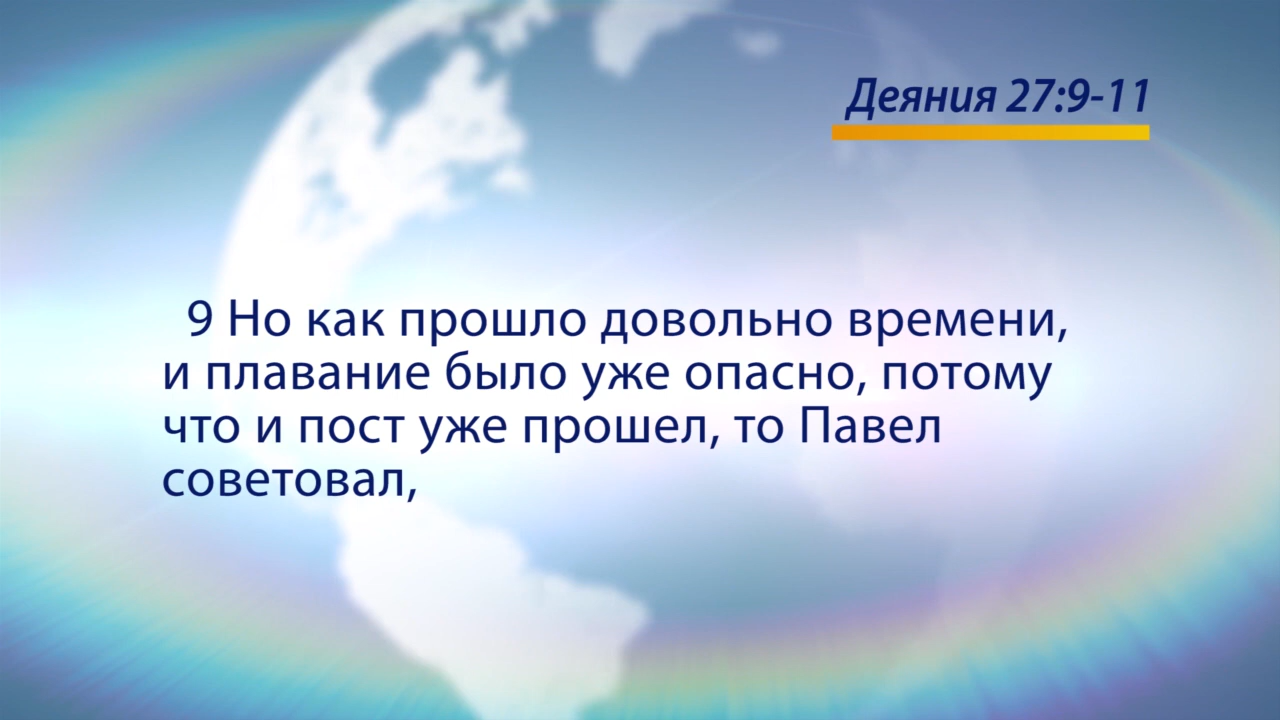 Деяния 27:9-11
9 Но как прошло довольно времени,
и плавание было уже опасно, потому
что и пост уже прошел, то Павел
советовал,